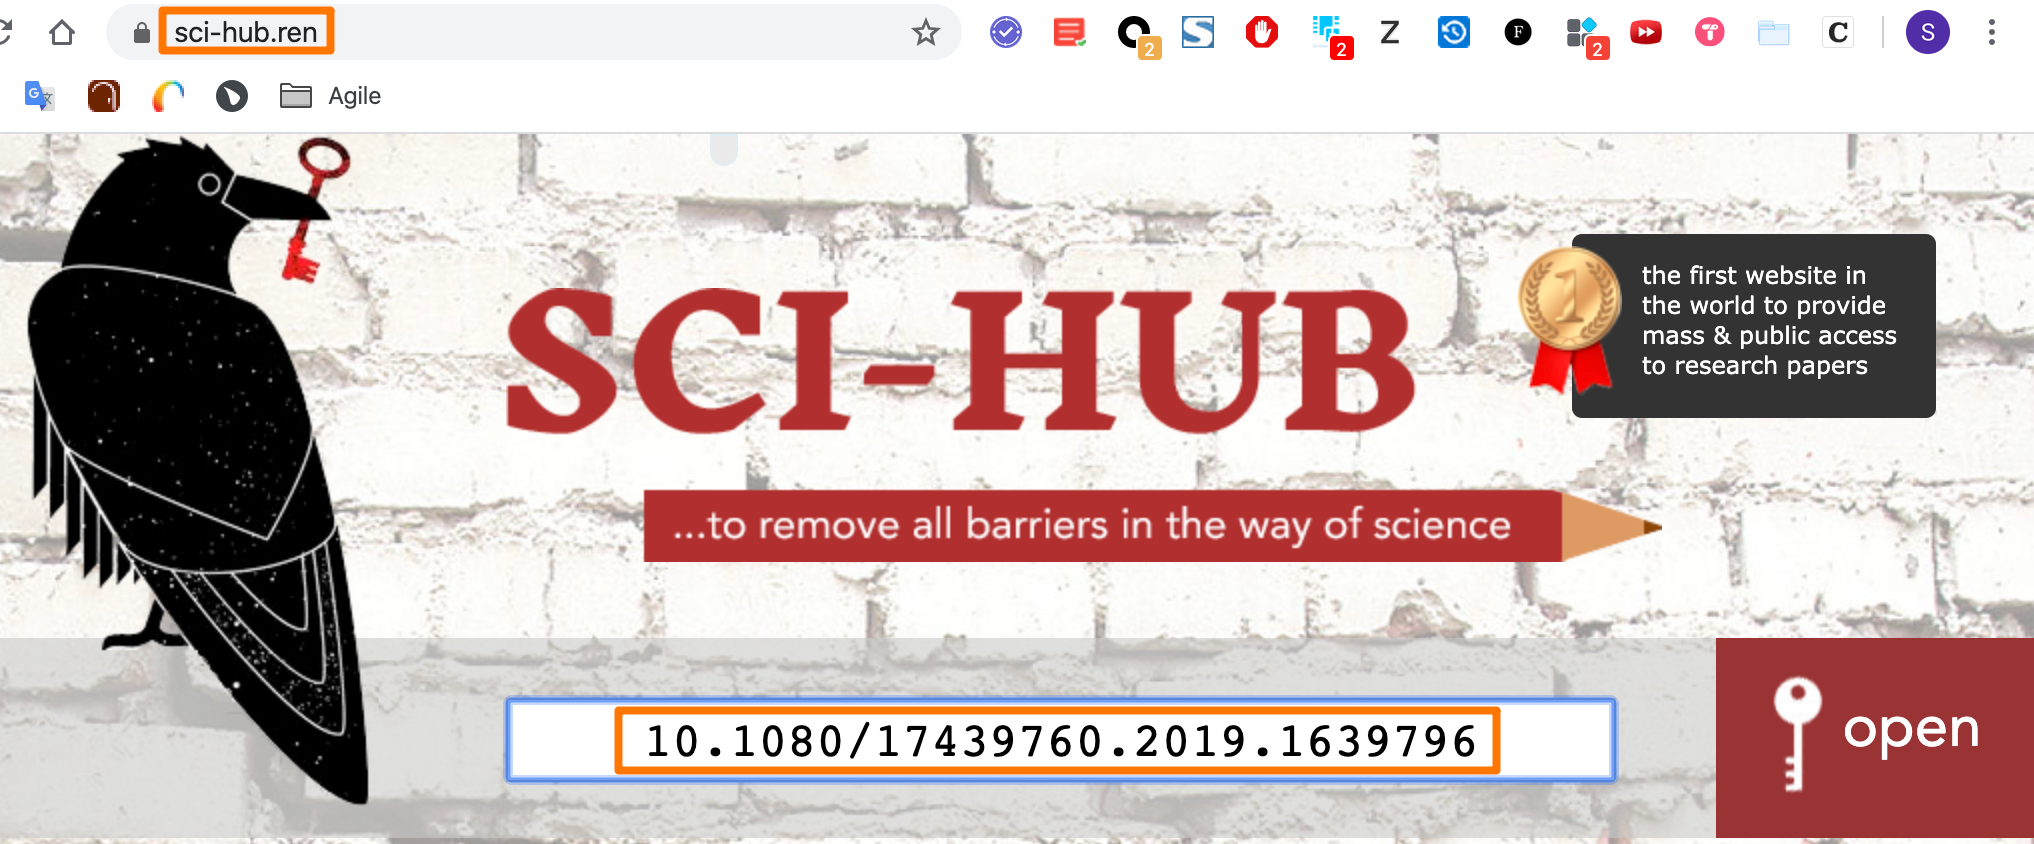 sci-hub.ren
2
2
Z
F
2
C
S
G
Agile
SCI-HUB
1
the first website in
the world to provide
mass & public access
to research papers
...to remove all barriers in the way of science
10.1080/17439760.2019.1639796
open